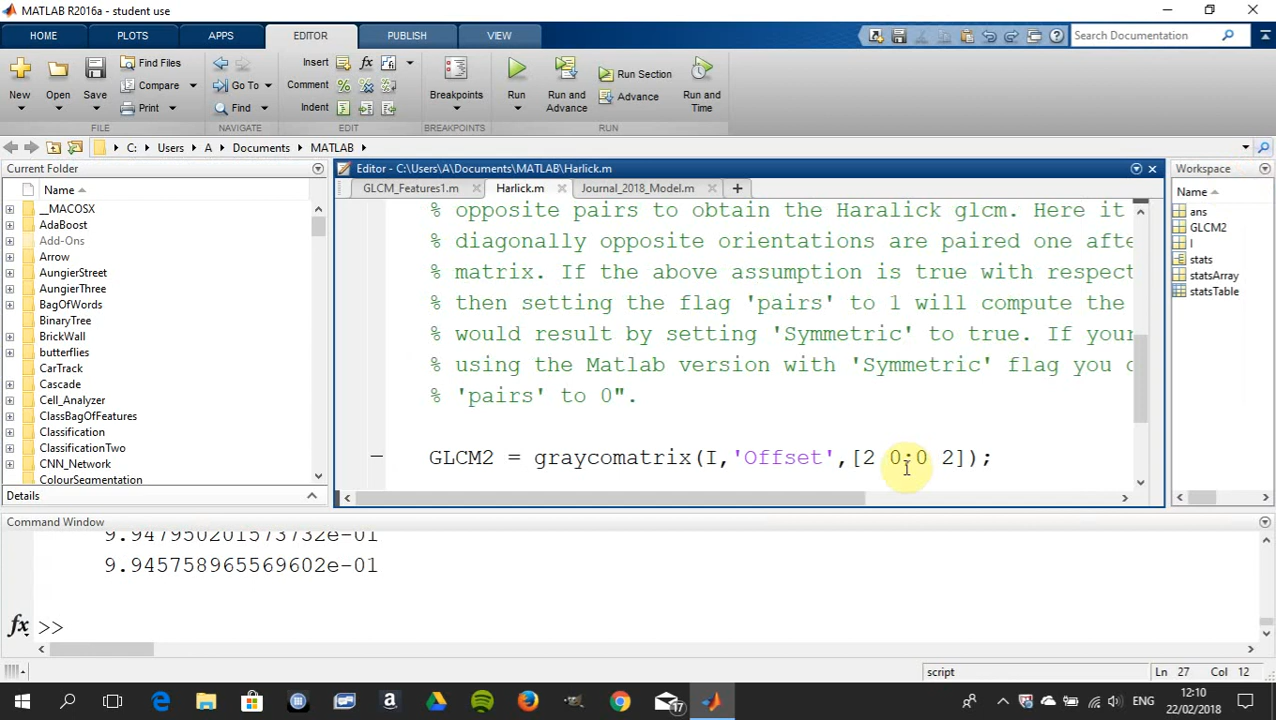 MATLAB R2016a - student use
HOME PLOTS APPS EDITOR PUBLISH VIEW
Search Documentation
New Open Save Find Files Compare Print
Go To Find
Insert fx
Comment
Indent
Breakpoints
Run Run and Advance Run Section Advance Run and Time
FILE NAVIGATE EDIT BREAKPOINTS RUN
C: Users A Documents MATLAB
Current Folder
Name
__MACOSX
AdaBoost
Add-Ons
Arrow
AungierStreet
AungierThree
BagOfWords
BinaryTree
BrickWall
butterflies
CarTrack
Cascade
Cell_Analyzer
ClassBagOfFeatures
Classification
ClassificationTwo
CNN_Network
ColourSegmentation
Details
Editor - C:\Users\A\Documents\MATLAB\Harlick.m
GLCM_Features1.m Harlick.m Journal_2018_Model.m
% opposite pairs to obtain the Haralick glcm. Here it
% diagonally opposite orientations are paired one afte
% matrix. If the above assumption is true with respect
% then setting the flag 'pairs' to 1 will compute the
% would result by setting 'Symmetric' to true. If your
% using the Matlab version with 'Symmetric' flag you c
% 'pairs' to 0".
GLCM2 = graycomatrix(I,'Offset',[2 0;0 2]);
Workspace
Name
ans
GLCM2
I
stats
statsArray
statsTable
Command Window
9.947950201573732e-01
9.945758965569602e-01
fx >>
script Ln 27 Col 12
17
ENG
12:10
22/02/2018